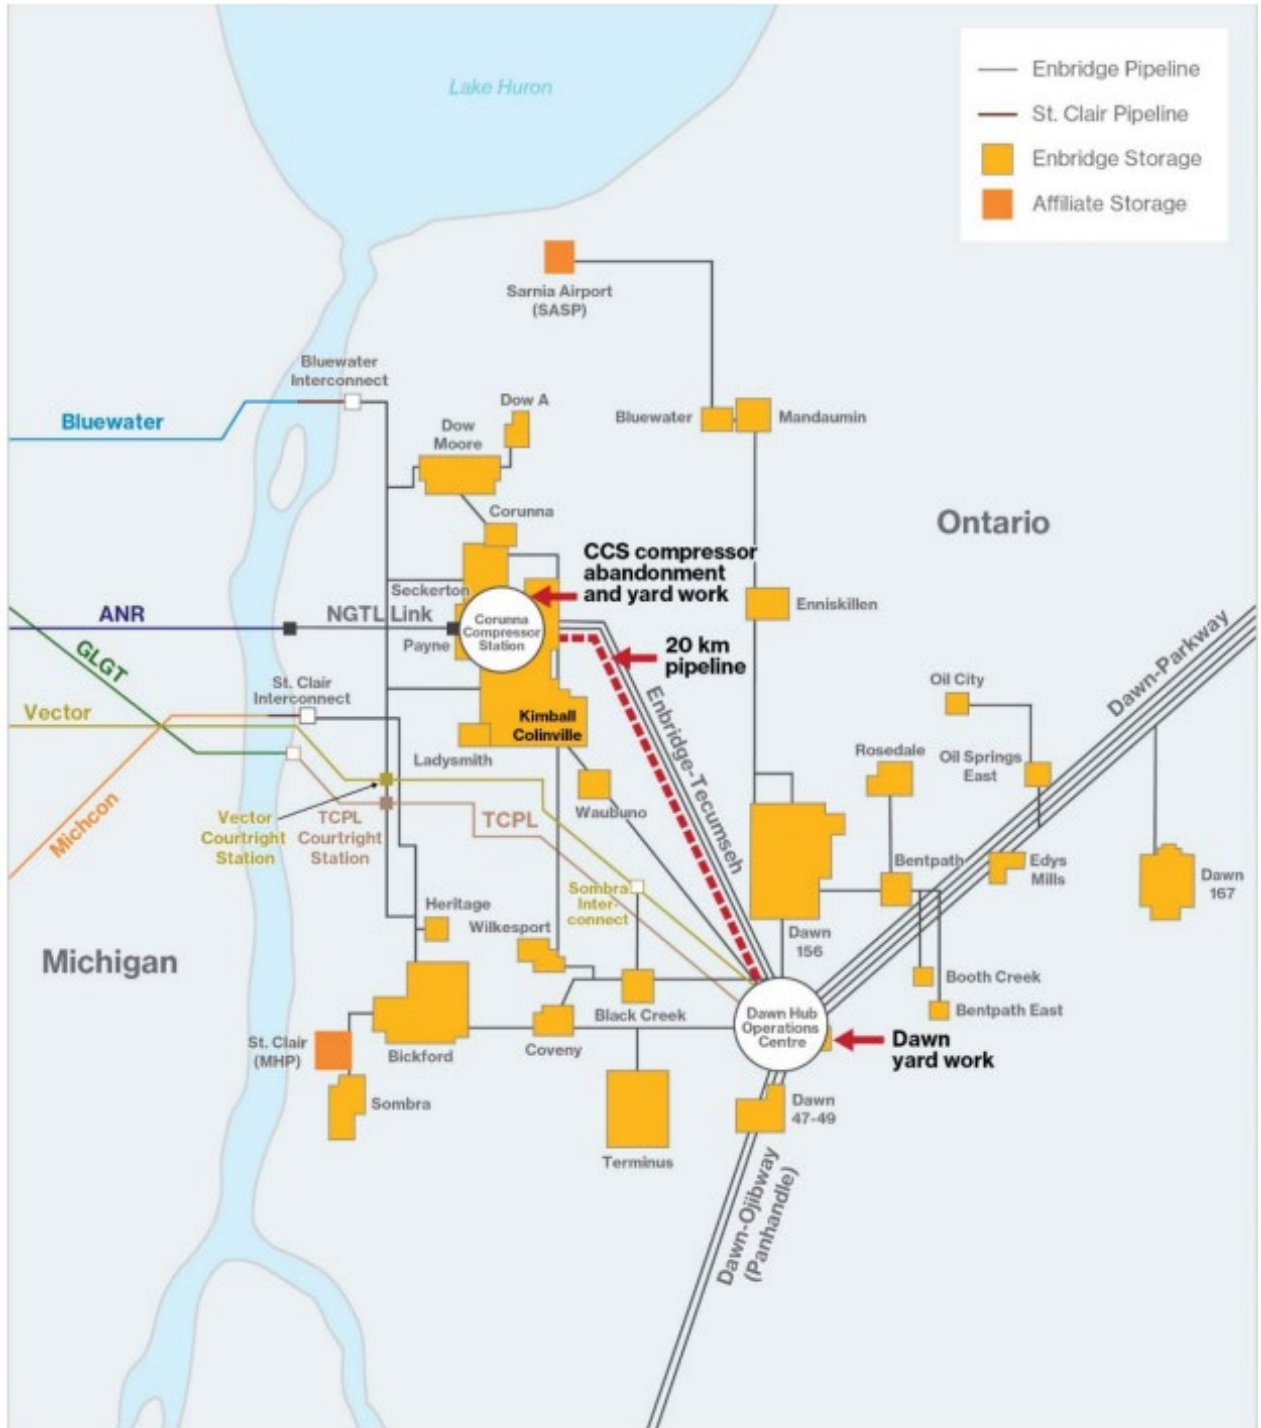 Lake Huron
Enbridge Pipeline
St. Clair Pipeline
Enbridge Storage
Affiliate Storage
Sarnia Airport
(SASP)
Bluewater
Interconnect
Bluewater
Dow A
Dow
Moore
Bluewater
Mandaumin
Corunna
Ontario
CCS compressor
abandonment
and yard work
Seckerton
Enniskillen
ANR
NGTL Link
Corunna
Compressor
Station
Payne
20 km
pipeline
GLGT
St. Clair
Interconnect
Vector
Kimball
Colinville
Enbridge-Tecumseh
Oil City
Dawn-Parkway
Ladysmith
Rosedale
Oil Springs
East
Michcon
Vector
Courtright
Station
TCPL
Courtright
Station
TCPL
Waubuno
Bentpath
Edys
Mills
Dawn
167
Sombra
Inter-
connect
Heritage
Wilkesport
Dawn
156
Michigan
Booth Creek
Bentpath East
Black Creek
Dawn Hub
Operations
Centre
Dawn
yard work
St. Clair
(MHP)
Bickford
Coveny
Sombra
Dawn
47-49
Terminus
Dawn-Ojibway
(Panhandle)